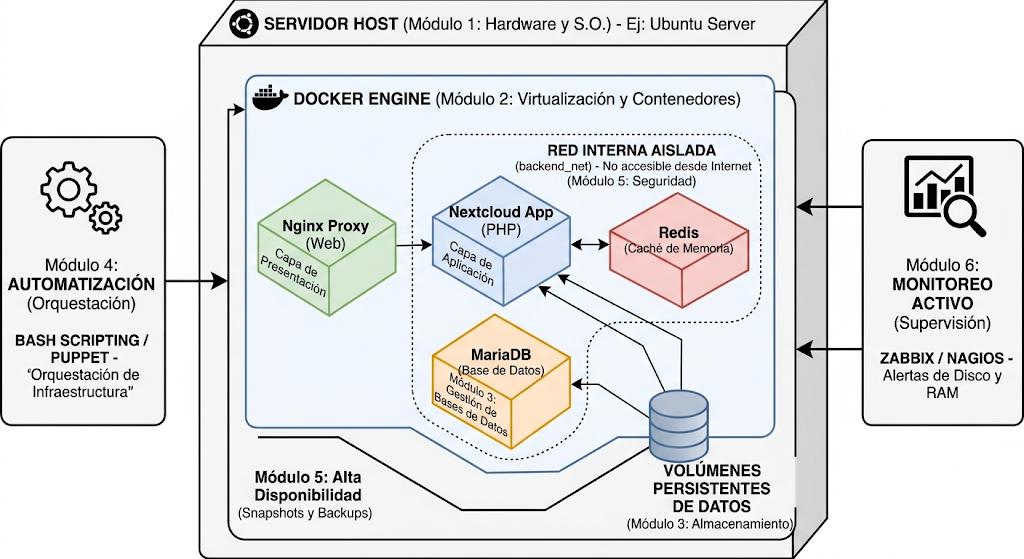 SERVIDOR HOST (Módulo 1: Hardware y S.O.) - Ej: Ubuntu Server
DOCKER ENGINE (Módulo 2: Virtualización y Contenedores)
RED INTERNA AISLADA
(backend_net) - No accesible desde Internet
(Módulo 5: Seguridad)
Nginx Proxy
(Web)
Capa de
Presentación
Nextcloud App
(PHP)
Capa de
Aplicación
Redis
(Caché de Memoria)
MariaDB
(Base de Datos)
Módulo 3:
Gestión de
Bases de Datos
Módulo 4:
AUTOMATIZACIÓN
(Orquestación)
BASH SCRIPTING /
PUPPET -
"Orquestación de
Infraestructura"
Módulo 6:
MONITOREO
ACTIVO
(Supervisión)
ZABBIX / NAGIOS -
Alertas de Disco y
RAM
Módulo 5: Alta
Disponibilidad
(Snapshots y Backups)
VOLÚMENES
PERSISTENTES
DE DATOS
(Módulo 3: Almacenamiento)